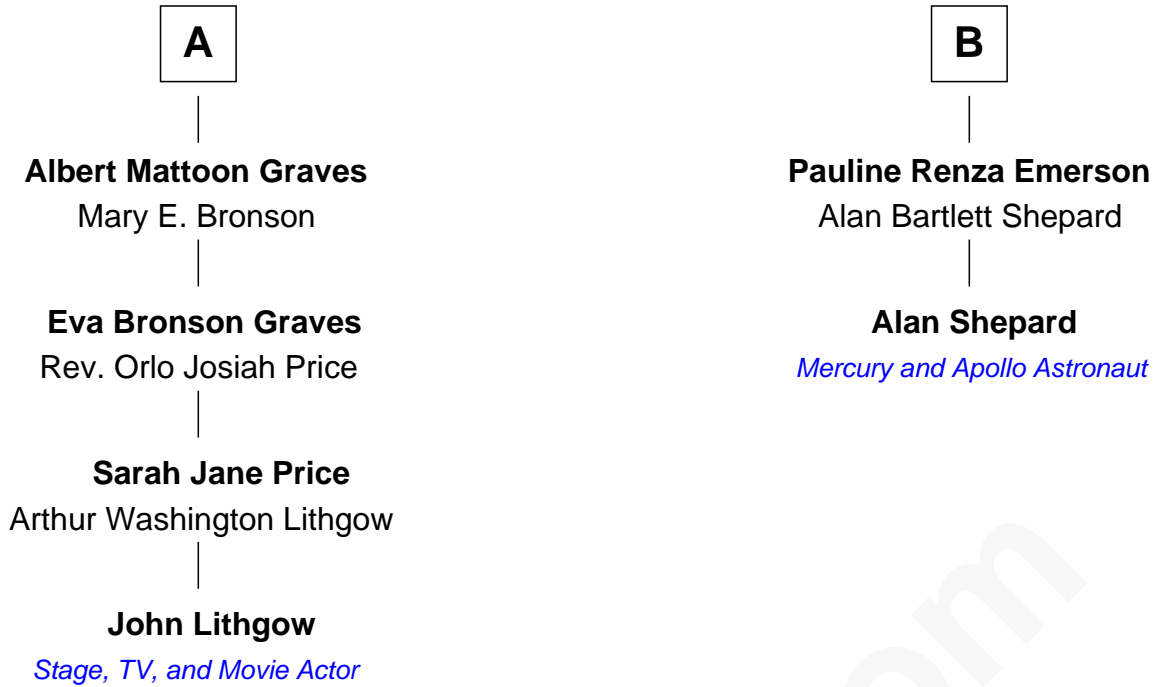 A
Albert Mattoon Graves
Mary E. Bronson
Eva Bronson Graves
Rev. Orlo Josiah Price
Sarah Jane Price
Arthur Washington Lithgow
John Lithgow
Stage, TV, and Movie Actor
B
Pauline Renza Emerson
Alan Bartlett Shepard
Alan Shepard
Mercury and Apollo Astronaut
om